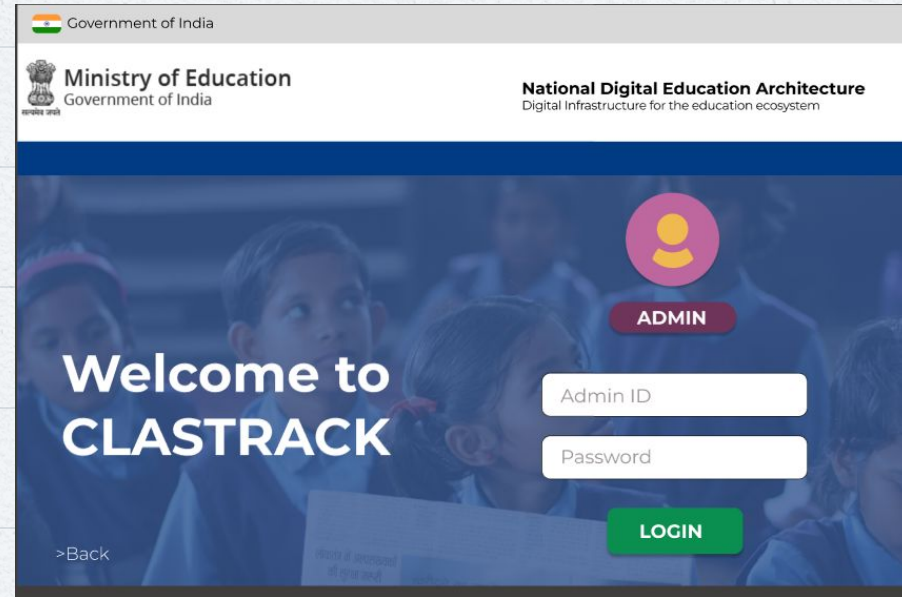 Government of India
Ministry of Education
Government of India
सत्यमेव जयते
National Digital Education Architecture
Digital Infrastructure for the education ecosystem
ADMIN
Welcome to
CLASTRACK
Admin ID
Password
LOGIN
>Back